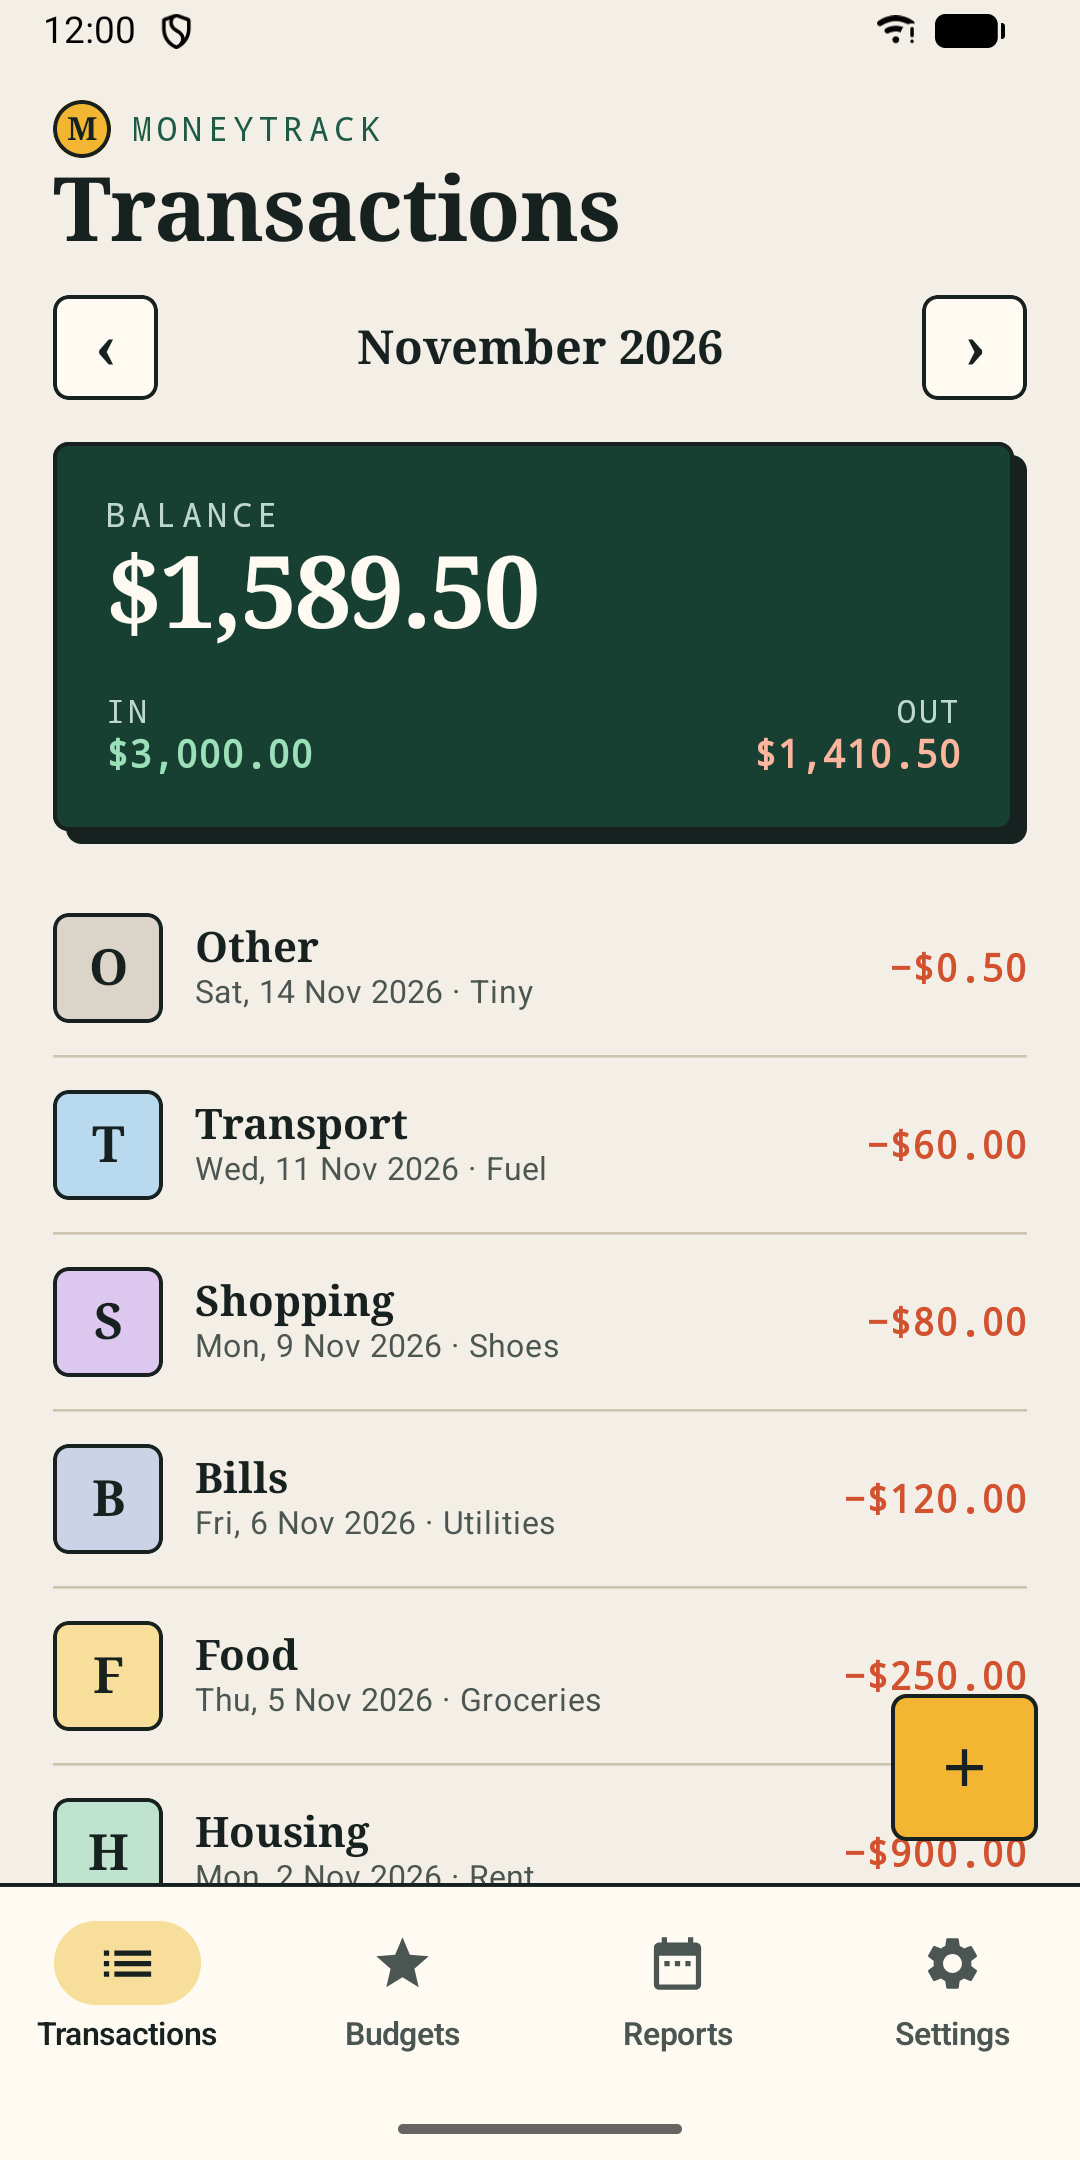 12:00
M MONEYTRACK
Transactions
‹ November 2026 ›
BALANCE
$1,589.50
IN OUT
$3,000.00 $1,410.50
O Other
Sat, 14 Nov 2026 · Tiny
−$0.50
T Transport
Wed, 11 Nov 2026 · Fuel
−$60.00
S Shopping
Mon, 9 Nov 2026 · Shoes
−$80.00
B Bills
Fri, 6 Nov 2026 · Utilities
−$120.00
F Food
Thu, 5 Nov 2026 · Groceries
−$250.00
+
H Housing
Mon, 2 Nov 2026 · Rent
−$900.00
Transactions Budgets Reports Settings